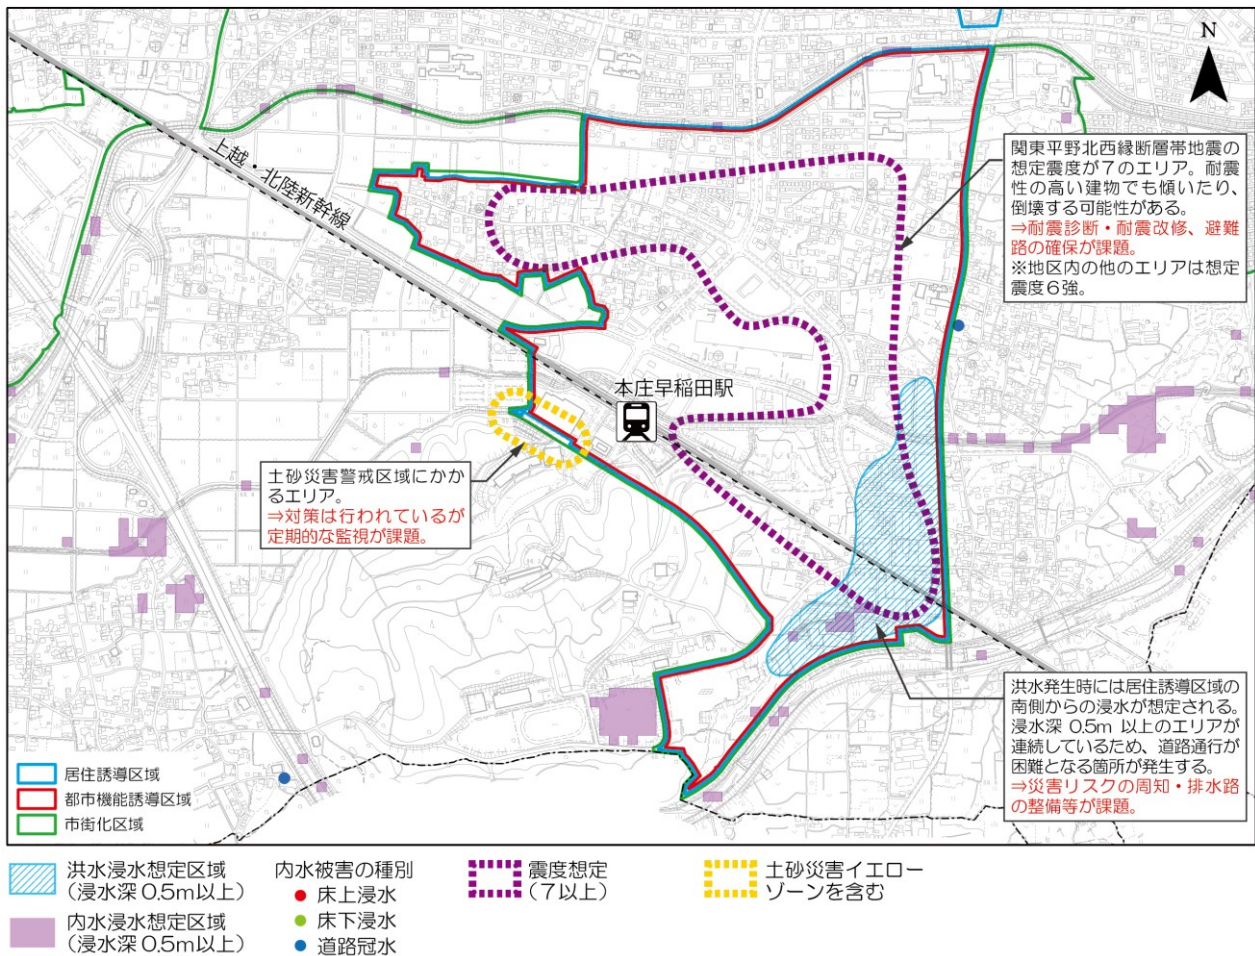 N
上越・北陸新幹線
関東平野北西縁断層帯地震の
想定震度が7のエリア。耐震
性の高い建物でも傾いたり、
倒壊する可能性がある。
⇒耐震診断・耐震改修、避難
路の確保が課題。
※地区内の他のエリアは想定
震度6強。
本庄早稲田駅
土砂災害警戒区域にかか
るエリア。
⇒対策は行われているが
定期的な監視が課題。
洪水発生時には居住誘導区域の
南側からの浸水が想定される。
浸水深 0.5m 以上のエリアが
連続しているため、道路通行が
困難となる箇所が発生する。
⇒災害リスクの周知・排水路
の整備等が課題。
居住誘導区域
都市機能誘導区域
市街化区域
洪水浸水想定区域
（浸水深 0.5m以上）
内水浸水想定区域
（浸水深 0.5m以上）
内水被害の種別
床上浸水
床下浸水
道路冠水
震度想定
（7以上）
土砂災害イエロー
ゾーンを含む